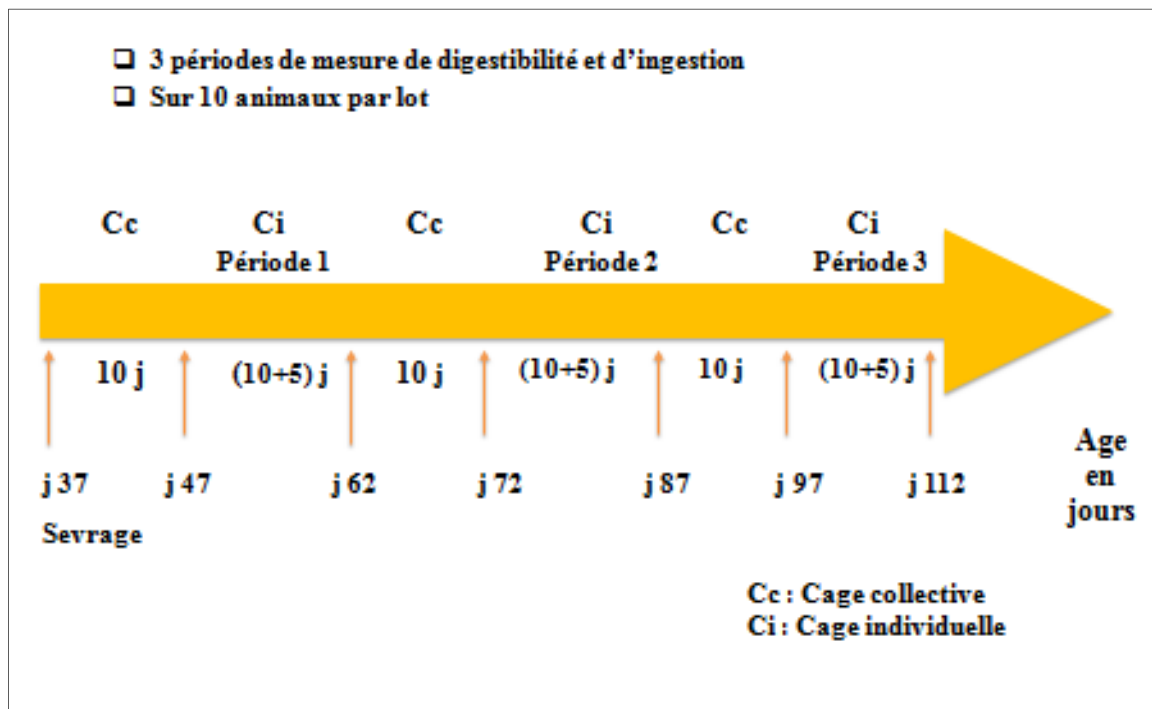 ❑ 3 périodes de mesure de digestibilité et d'ingestion
❑ Sur 10 animaux par lot
Cc Ci Cc Ci Cc Ci
Période 1 Période 2 Période 3
10 j (10+5) j 10 j (10+5) j 10 j (10+5) j
j 37 j 47 j 62 j 72 j 87 j 97 j 112
Sevrage
Age
en
jours
Cc : Cage collective
Ci : Cage individuelle